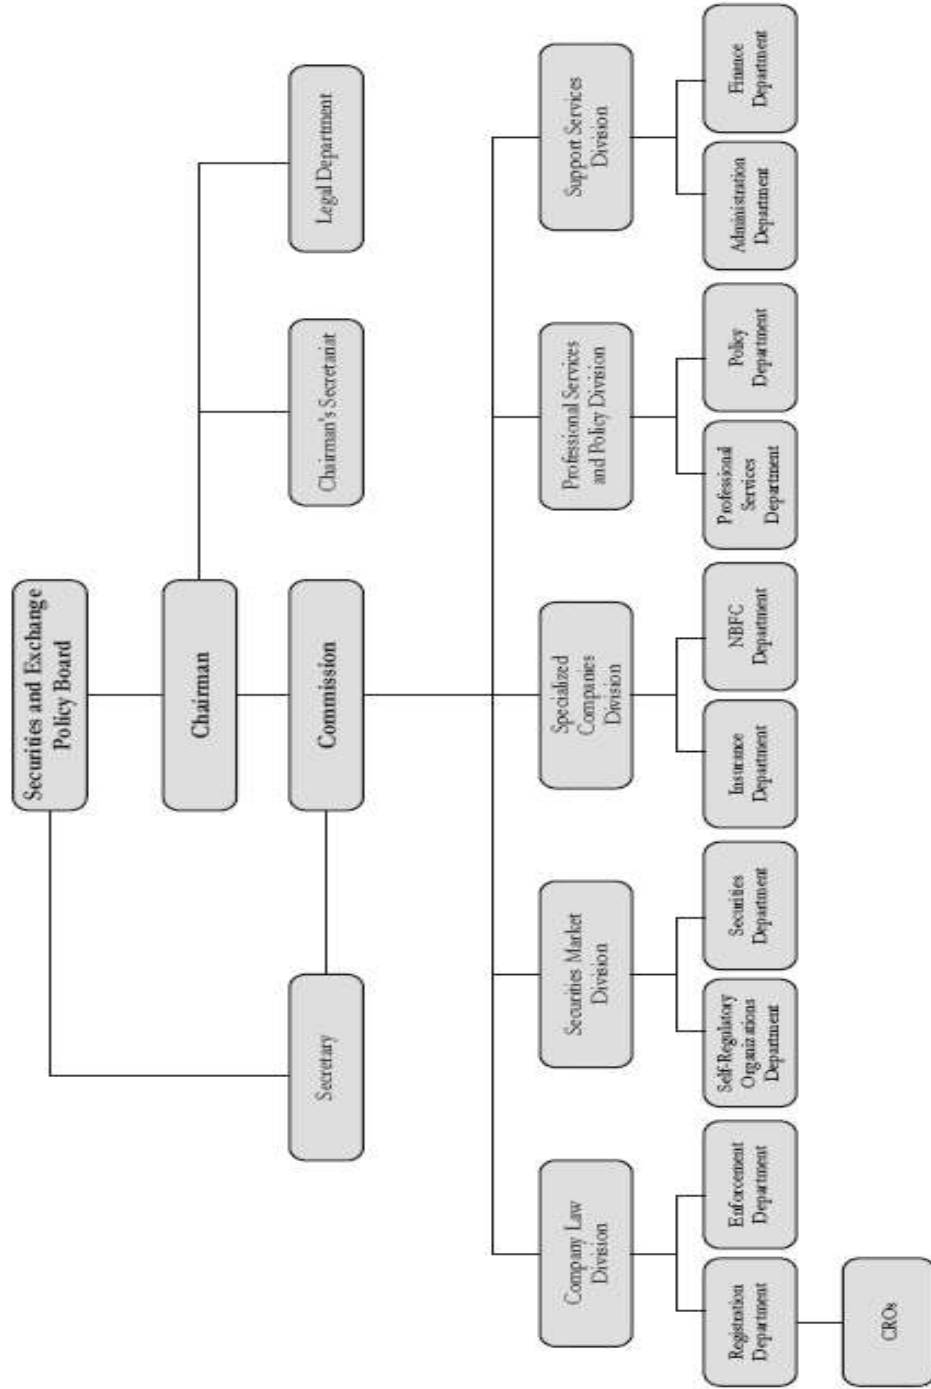 Securities and Exchange
Policy Board
Chairman
Legal Department
Chairman's Secretariat
Commission
Secretary
Company Law
Division
Securities Market
Division
Specialized
Companies
Division
Professional Services
and Policy Division
Support Services
Division
Registration
Department
Enforcement
Department
Self-Regulatory
Organizations
Department
Securities
Department
Insurance
Department
NBFC
Department
Professional
Services
Department
Policy
Department
Administration
Department
Finance
Department
CROs